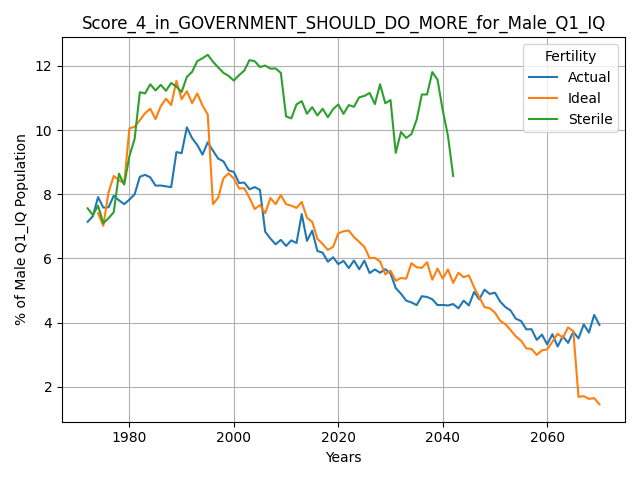 Score_4_in_GOVERNMENT_SHOULD_DO_MORE_for_Male_Q1_IQ
Fertility
Actual
Ideal
Sterile
% of Male Q1_IQ Population
12
10
8
6
4
2
1980
2000
2020
2040
2060
Years